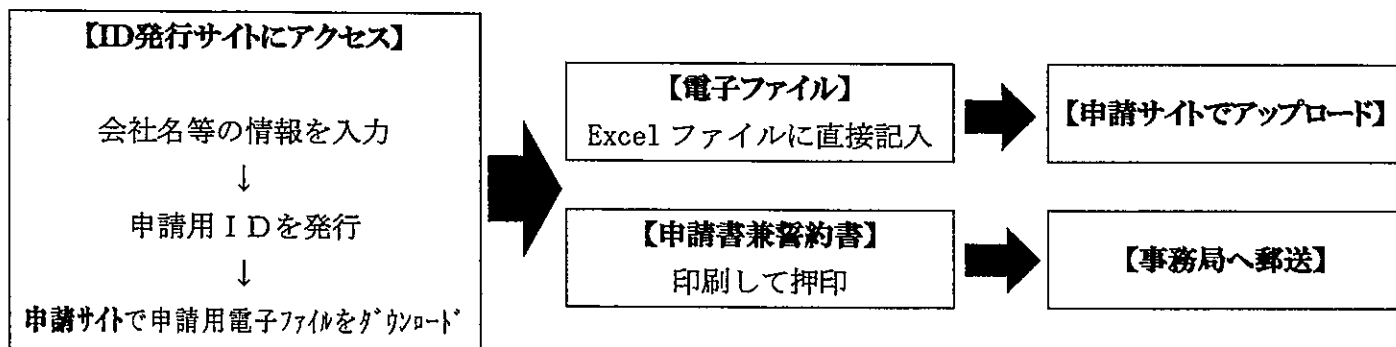 【ID発行サイトにアクセス】
会社名等の情報を入力
↓
申請用ＩＤを発行
↓
申請サイトで申請用電子ﾌｧｲﾙをﾀﾞｳﾝﾛｰﾄﾞ
【電子ファイル】
Excel ファイルに直接記入
【申請サイトでアップロード】
【申請書兼誓約書】
印刷して押印
【事務局へ郵送】